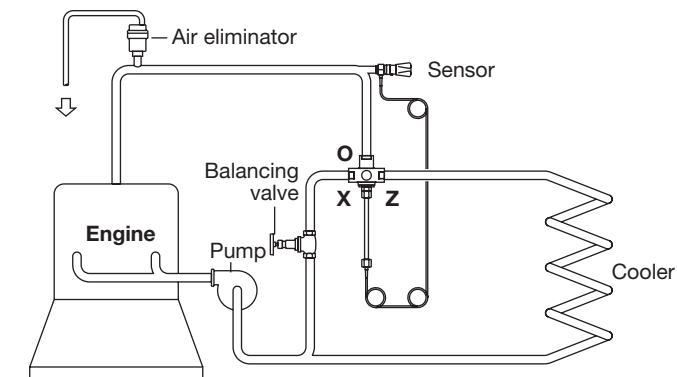 Air eliminator
Sensor
O
Balancing
valve
X Z
Engine
Pump
Cooler